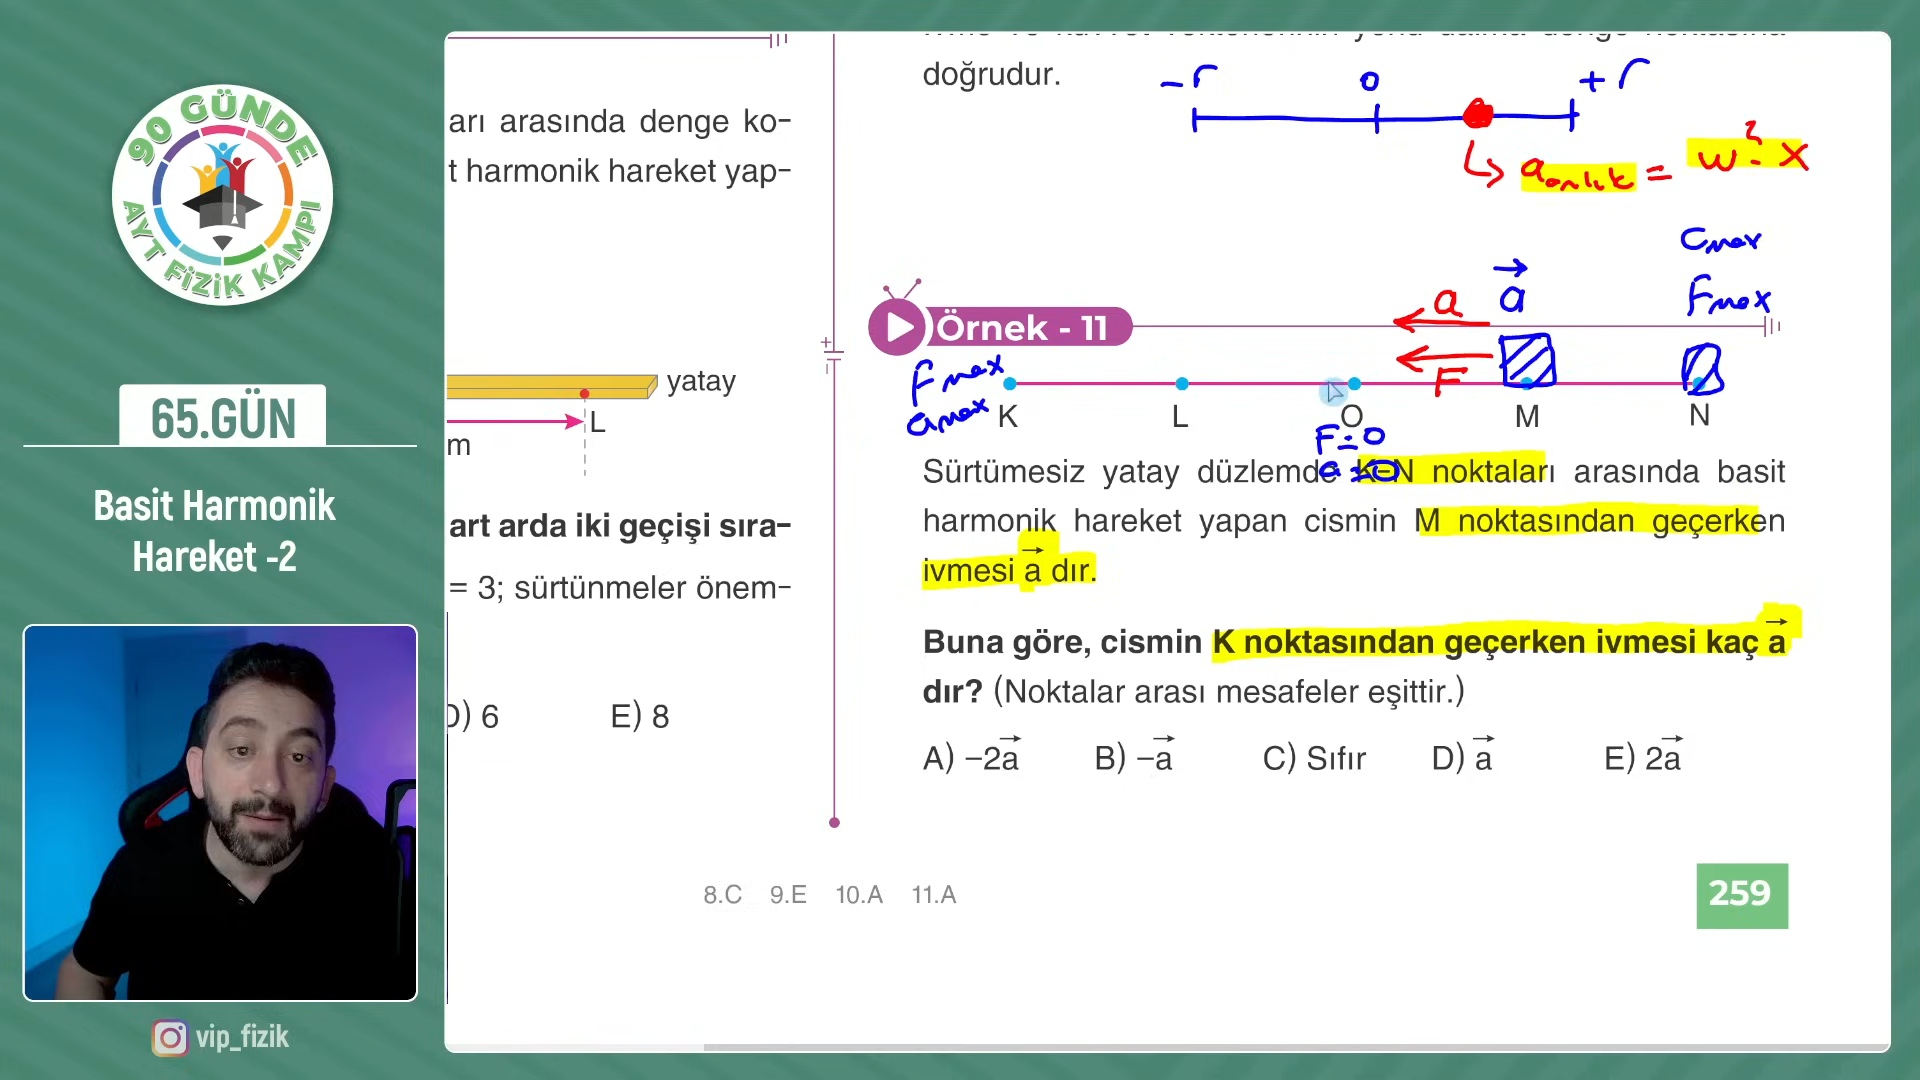 90 GÜNDE
AYT FİZİK KAMPI
65.GÜN
Basit Harmonik
Hareket -2
vip_fizik
arı arasında denge ko-
t harmonik hareket yap-
yatay
L
m
art arda iki geçişi sıra-
= 3; sürtünmeler önem-
D) 6 E) 8
doğrudur.
-r 0 +r
a anlık = w². X
Örnek - 11
amax
Fmax
a
a
F
Fmax
amax
K L O M N
F=0
a=0
Sürtümesiz yatay düzlemde K-N noktaları arasında basit
harmonik hareket yapan cismin M noktasından geçerken
ivmesi a⃗ dır.
Buna göre, cismin K noktasından geçerken ivmesi kaç a⃗
dır? (Noktalar arası mesafeler eşittir.)
A) -2a⃗ B) -a⃗ C) Sıfır D) a⃗ E) 2a⃗
8.C 9.E 10.A 11.A
259